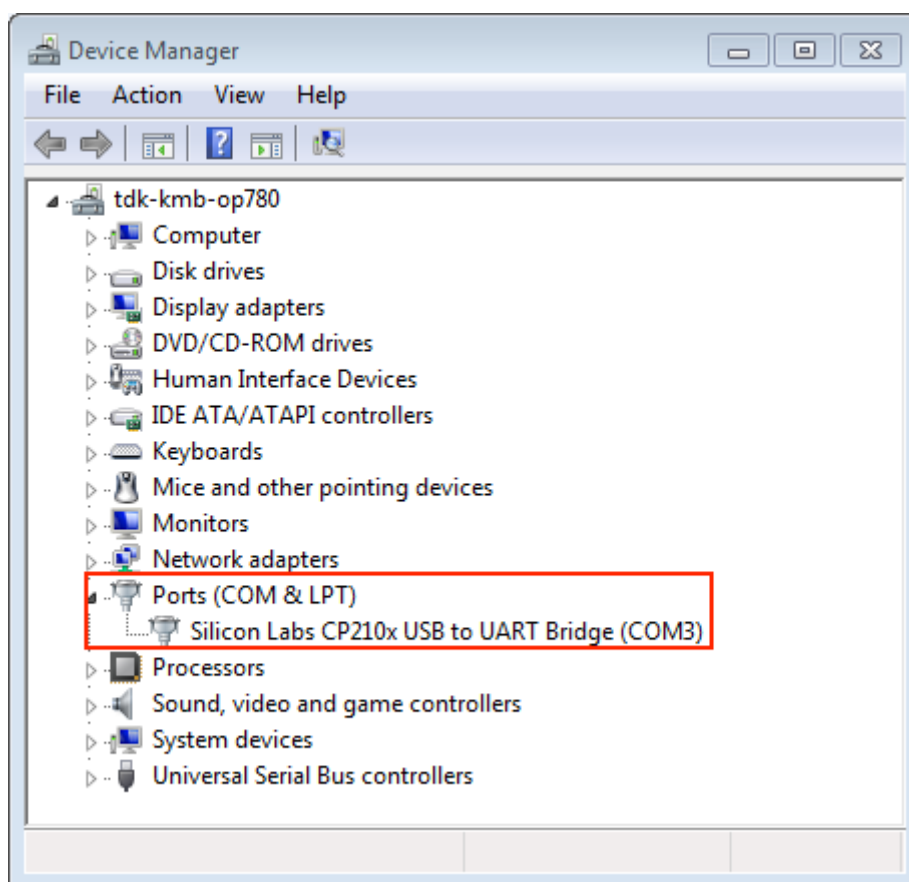 Device Manager
File Action View Help
?
tdk-kmb-op780
Computer
Disk drives
Display adapters
DVD/CD-ROM drives
Human Interface Devices
IDE ATA/ATAPI controllers
Keyboards
Mice and other pointing devices
Monitors
Network adapters
Ports (COM & LPT)
Silicon Labs CP210x USB to UART Bridge (COM3)
Processors
Sound, video and game controllers
System devices
Universal Serial Bus controllers